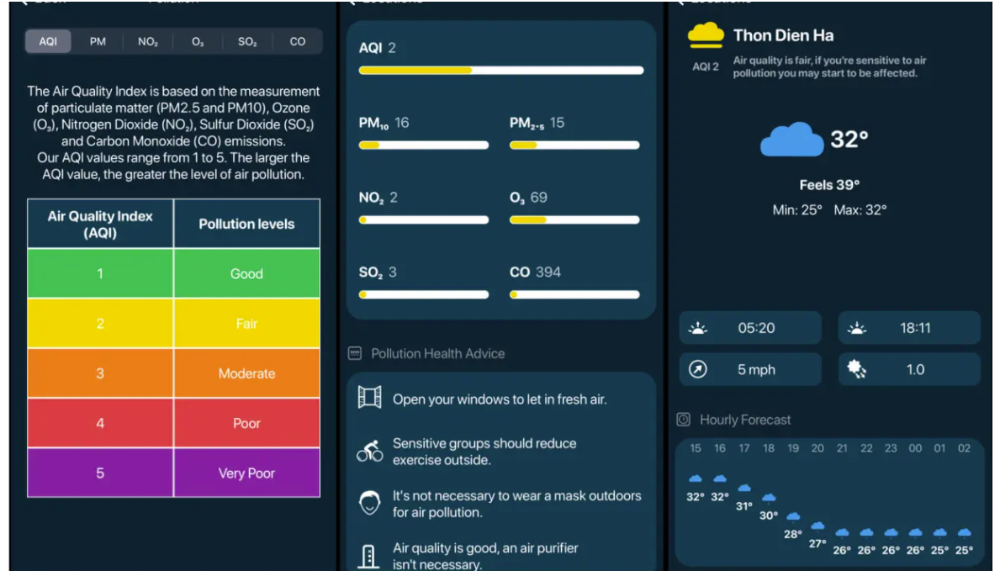 AQI PM NO₂ O₃ SO₂ CO
The Air Quality Index is based on the measurement
of particulate matter (PM2.5 and PM10), Ozone
(O₃), Nitrogen Dioxide (NO₂), Sulfur Dioxide (SO₂)
and Carbon Monoxide (CO) emissions.
Our AQI values range from 1 to 5. The larger the
AQI value, the greater the level of air pollution.
Air Quality Index
(AQI)
Pollution levels
1 Good
2 Fair
3 Moderate
4 Poor
5 Very Poor
AQI 2
PM₁₀ 16 PM₂.₅ 15
NO₂ 2 O₃ 69
SO₂ 3 CO 394
Pollution Health Advice
Open your windows to let in fresh air.
Sensitive groups should reduce
exercise outside.
It's not necessary to wear a mask outdoors
for air pollution.
Air quality is good, an air purifier
isn't necessary.
Thon Dien Ha
AQI 2
Air quality is fair, if you're sensitive to air
pollution you may start to be affected.
32°
Feels 39°
Min: 25° Max: 32°
05:20 18:11
5 mph 1.0
Hourly Forecast
15 16 17 18 19 20 21 22 23 00 01 02
32° 32° 31° 30° 28° 27° 26° 26° 26° 26° 25° 25°